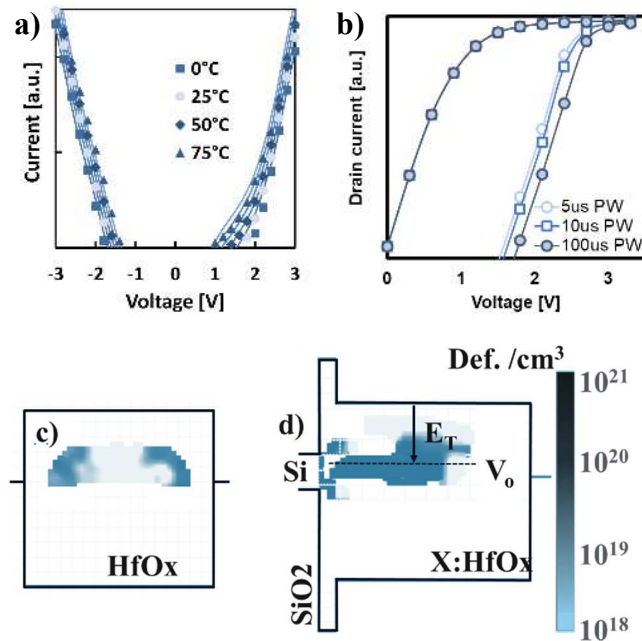 a)
Current [a.u.]
0°C
25°C
50°C
75°C
-3 -2 -1 0 1 2 3
Voltage [V]
b)
Drain current [a.u.]
5us PW
10us PW
100us PW
0 1 2 3
Voltage [V]
c)
HfOx
d)
Def. /cm³
E_T
Si
V_o
X:HfOx
SiO2
10²¹
10²⁰
10¹⁹
10¹⁸